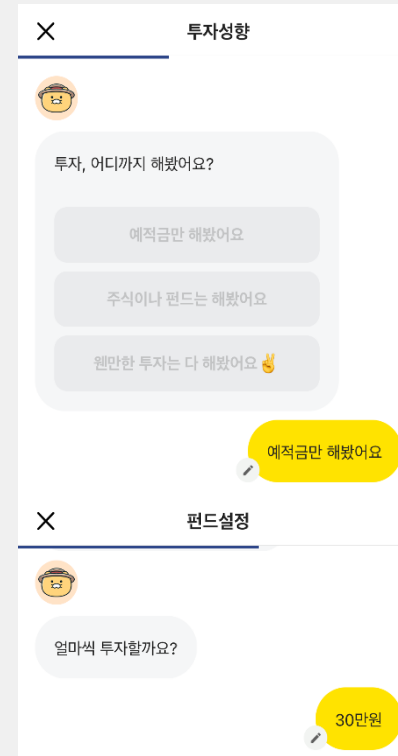 투자성향
투자, 어디까지 해봤어요?
예적금만 해봤어요
주식이나 펀드는 해봤어요
웬만한 투자는 다 해봤어요✌️
예적금만 해봤어요
펀드설정
얼마씩 투자할까요?
30만원